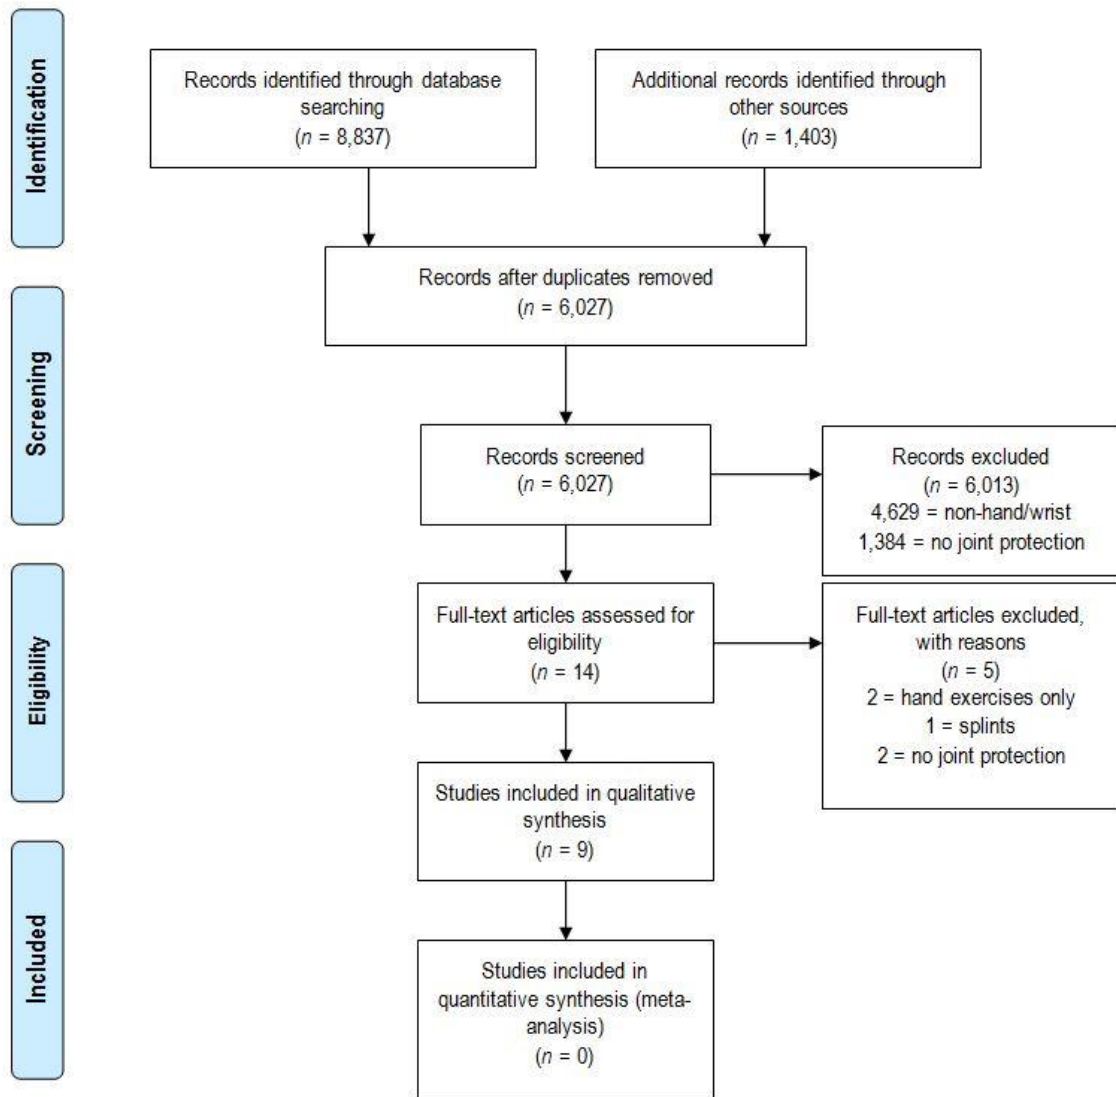 Identification
Records identified through database
searching
(n = 8,837)
Additional records identified through
other sources
(n = 1,403)
Records after duplicates removed
(n = 6,027)
Screening
Records screened
(n = 6,027)
Records excluded
(n = 6,013)
4,629 = non-hand/wrist
1,384 = no joint protection
Eligibility
Full-text articles assessed for
eligibility
(n = 14)
Full-text articles excluded,
with reasons
(n = 5)
2 = hand exercises only
1 = splints
2 = no joint protection
Studies included in qualitative
synthesis
(n = 9)
Included
Studies included in
quantitative synthesis (meta-
analysis)
(n = 0)